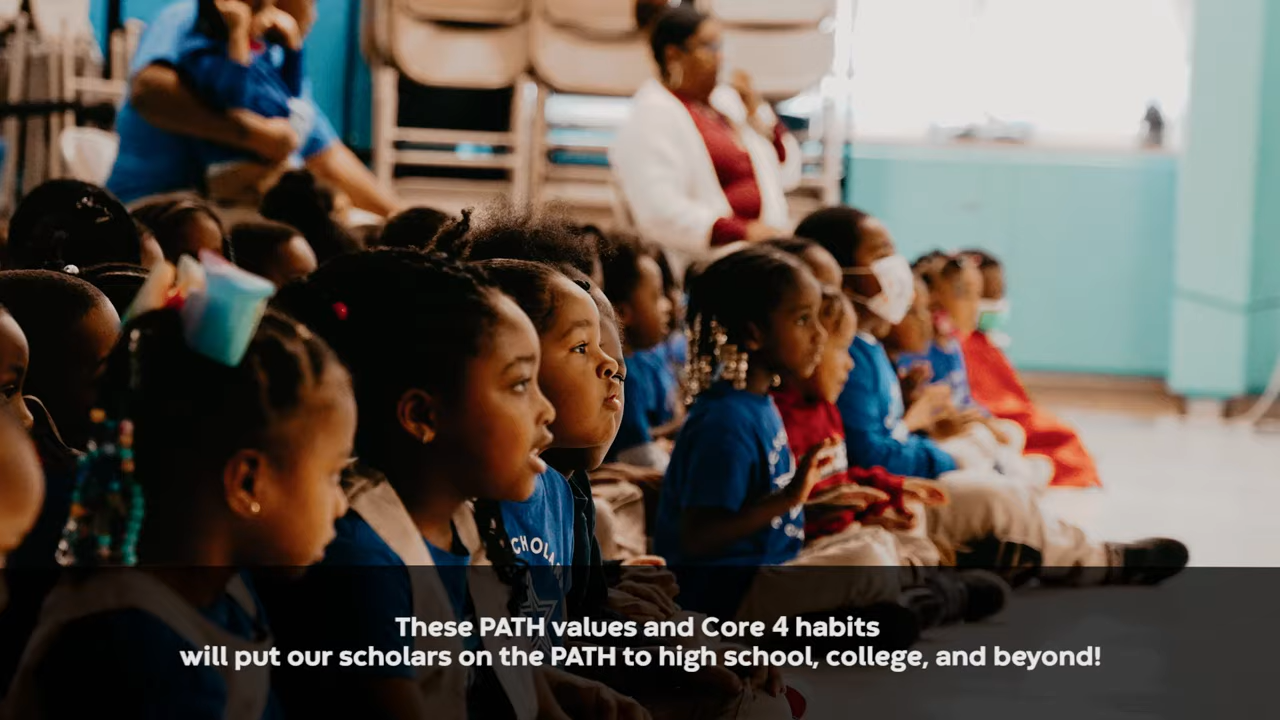 These PATH values and Core 4 habits
will put our scholars on the PATH to high school, college, and beyond!